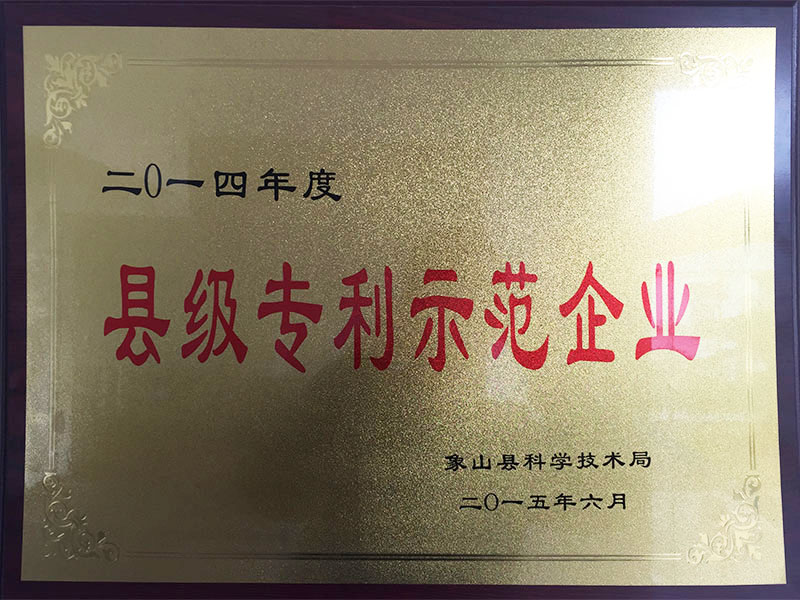 二0一四年度
县级专利示范企业
象山县科学技术局
二0一五年六月